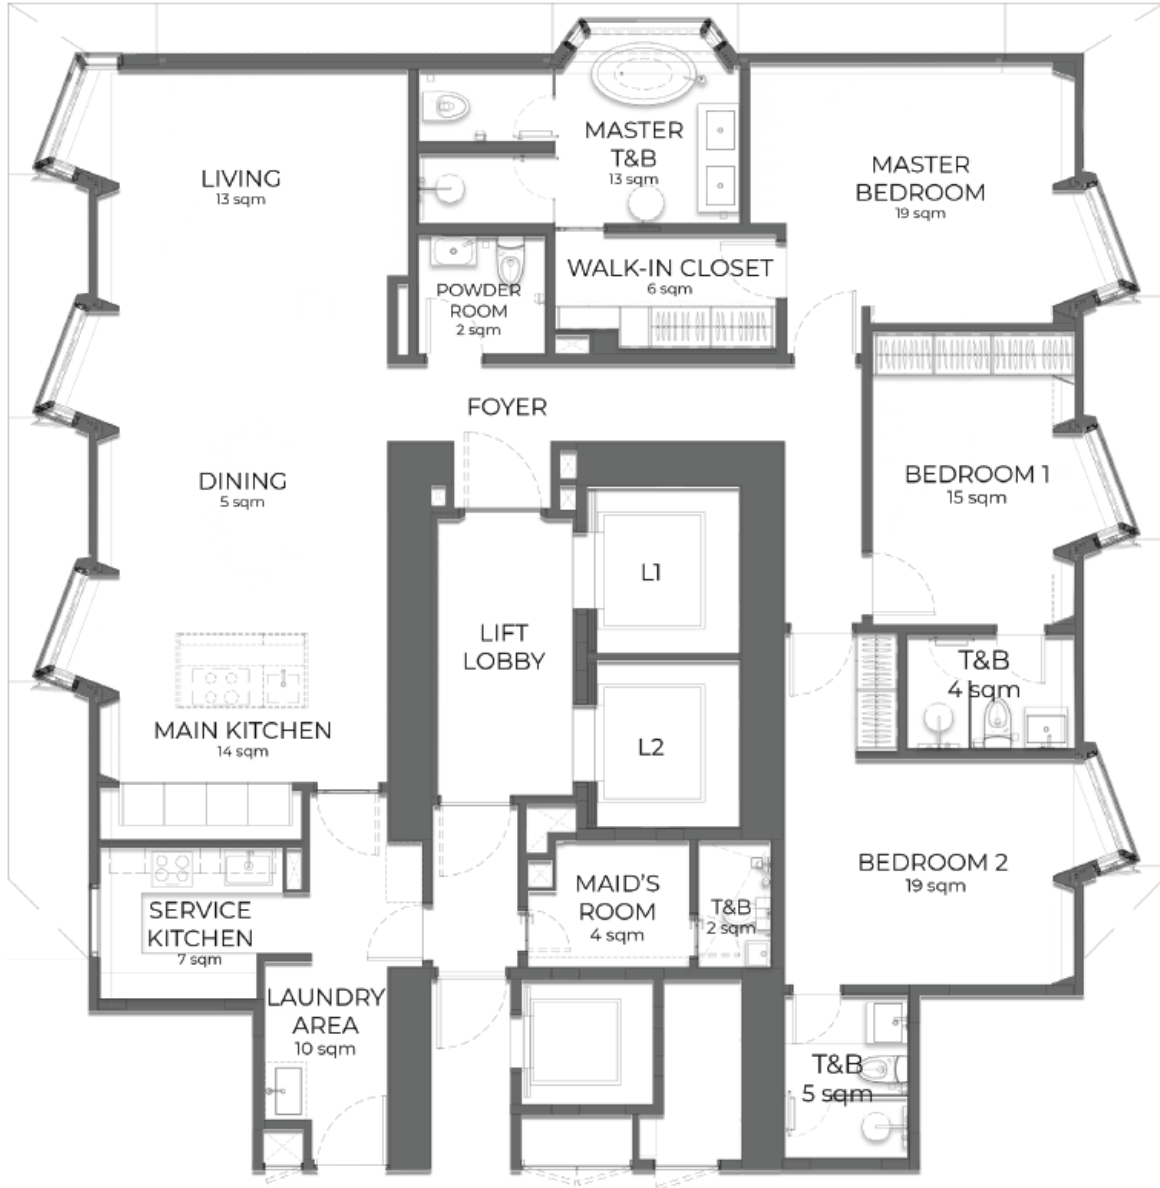 MASTER
T&B
13 sqm
LIVING
13 sqm
MASTER
BEDROOM
19 sqm
WALK-IN CLOSET
6 sqm
POWDER
ROOM
2 sqm
FOYER
DINING
5 sqm
BEDROOM 1
15 sqm
L1
LIFT
LOBBY
T&B
4 sqm
MAIN KITCHEN
14 sqm
L2
BEDROOM 2
19 sqm
MAID'S
ROOM
4 sqm
T&B
2 sqm
SERVICE
KITCHEN
7 sqm
LAUNDRY
AREA
10 sqm
T&B
5 sqm